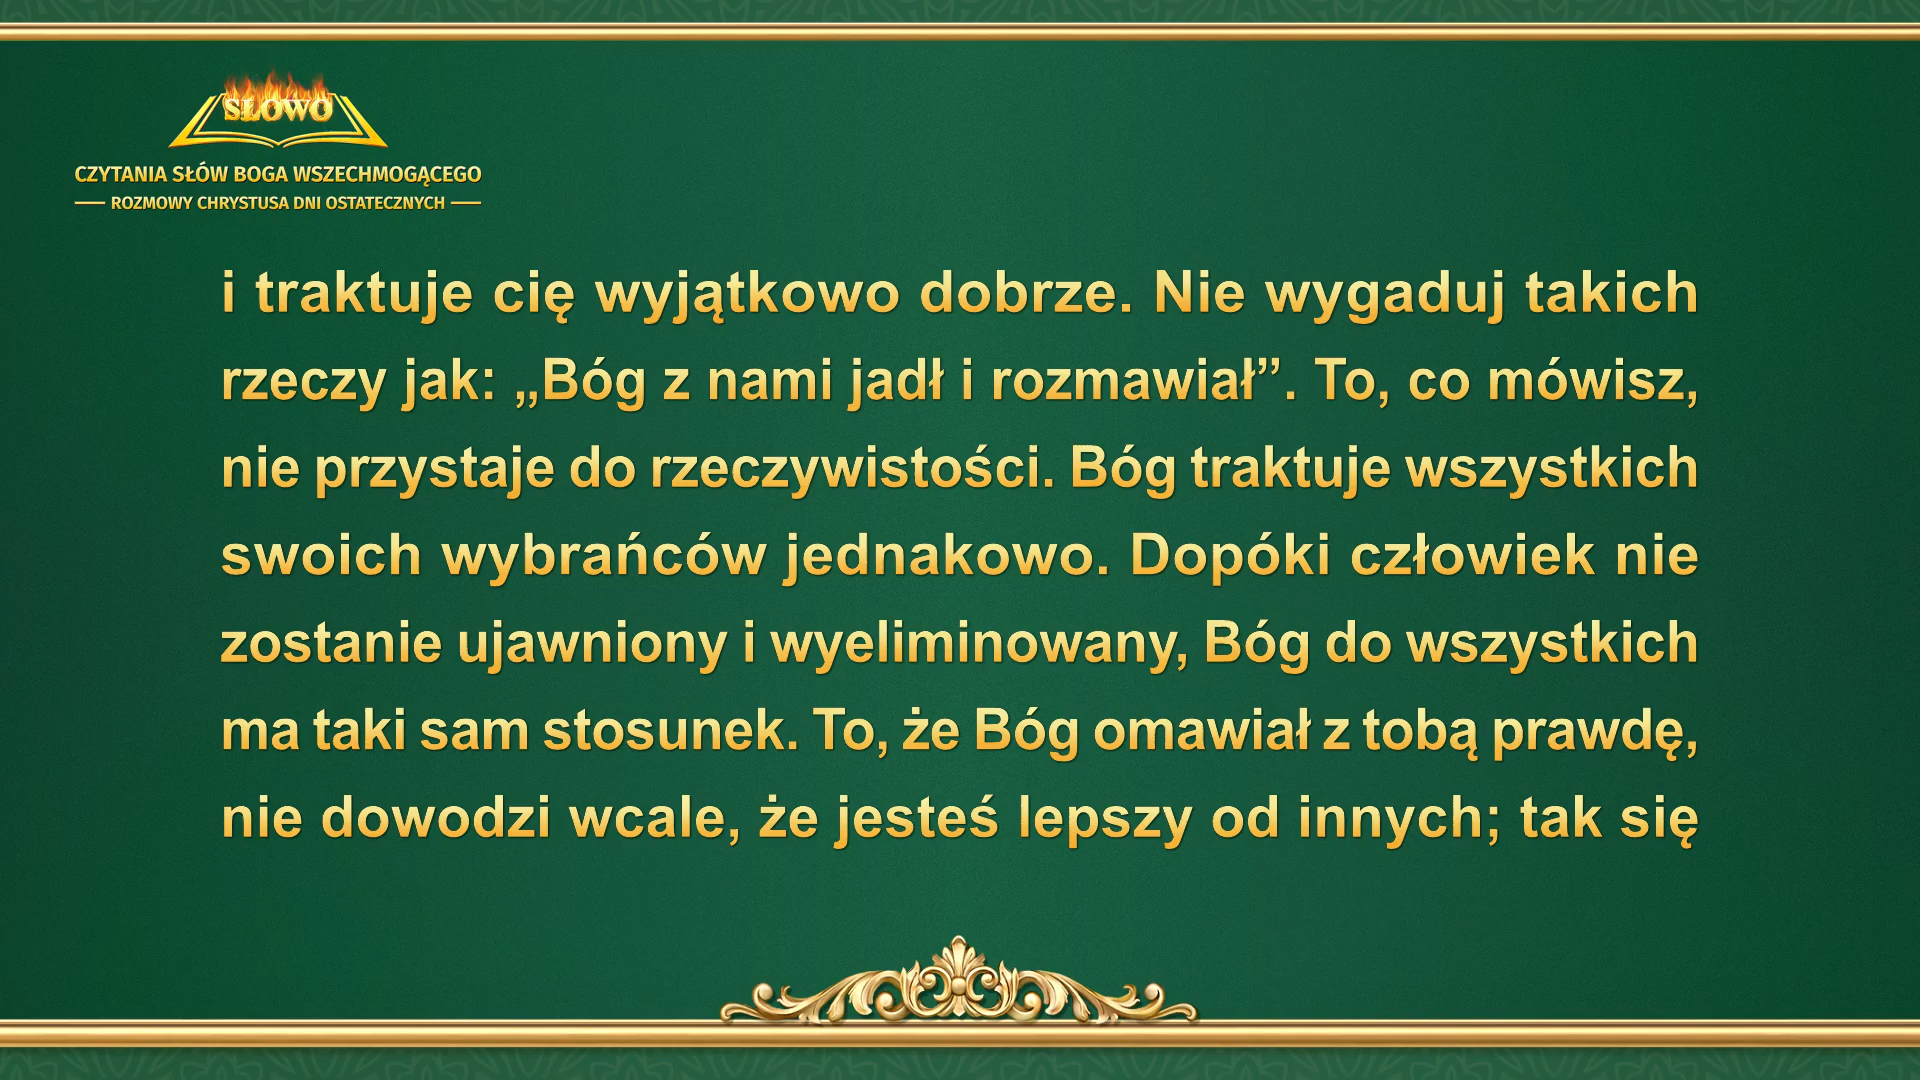 SŁOWO
CZYTANIA SŁÓW BOGA WSZECHMOGĄCEGO
ROZMOWY CHRYSTUSA DNI OSTATECZNYCH
i traktuje cię wyjątkowo dobrze. Nie wygaduj takich
rzeczy jak: „Bóg z nami jadł i rozmawiał”. To, co mówisz,
nie przystaje do rzeczywistości. Bóg traktuje wszystkich
swoich wybrańców jednakowo. Dopóki człowiek nie
zostanie ujawniony i wyeliminowany, Bóg do wszystkich
ma taki sam stosunek. To, że Bóg omawiał z tobą prawdę,
nie dowodzi wcale, że jesteś lepszy od innych; tak się